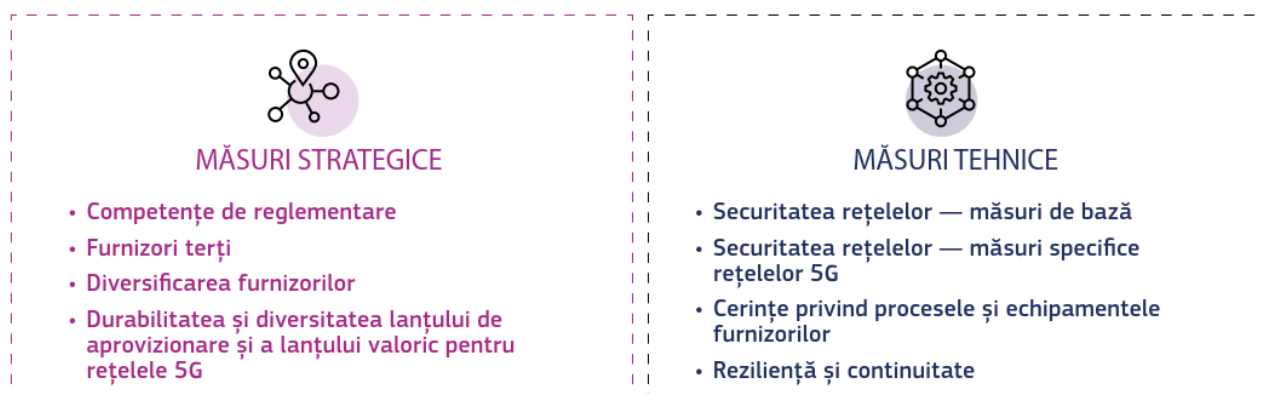 MĂSURI STRATEGICE
• Competențe de reglementare
• Furnizori terți
• Diversificarea furnizorilor
• Durabilitatea și diversitatea lanțului de
aprovizionare și a lanțului valoric pentru
rețelele 5G
MĂSURI TEHNICE
• Securitatea rețelelor — măsuri de bază
• Securitatea rețelelor — măsuri specifice
rețelelor 5G
• Cerințe privind procesele și echipamentele
furnizorilor
• Reziliență și continuitate